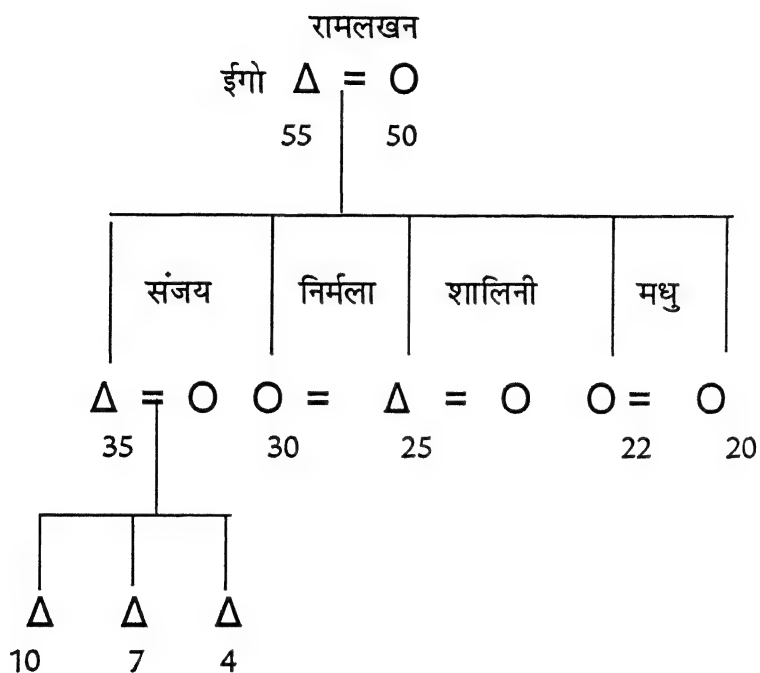 रामलखन
ईगो Δ = O
55 50
संजय निर्मला शालिनी मधु
Δ = O O = Δ = O O = O
35 30 25 22 20
Δ Δ Δ
10 7 4